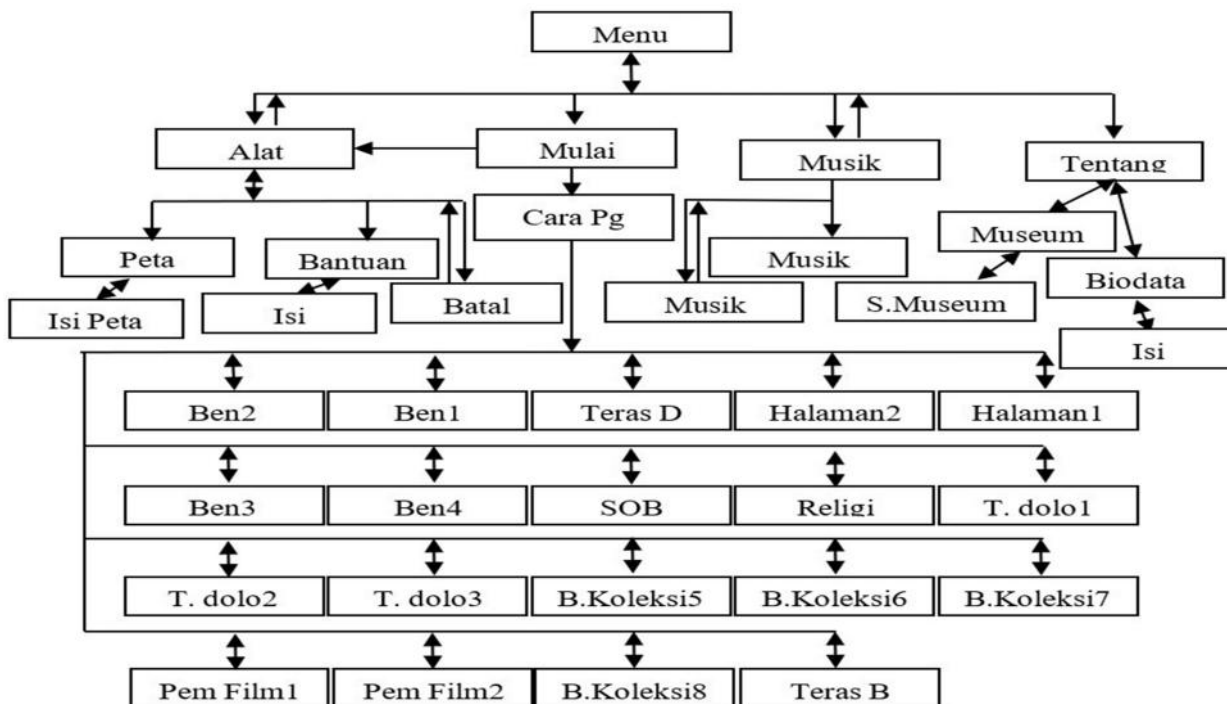 Menu
Alat
Mulai
Musik
Tentang
Cara Pg
Museum
Peta
Bantuan
Musik
Biodata
Isi Peta
Isi
Batal
Musik
S.Museum
Isi
Ben2
Ben1
Teras D
Halaman2
Halaman1
Ben3
Ben4
SOB
Religi
T. dolo1
T. dolo2
T. dolo3
B.Koleksi5
B.Koleksi6
B.Koleksi7
Pem Film1
Pem Film2
B.Koleksi8
Teras B